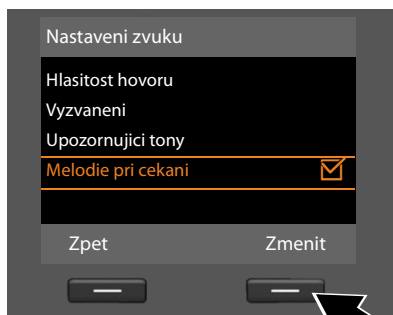 Nastaveni zvuku
Hlasitost hovoru
Vyzvaneni
Upozornujici tony
Melodie pri cekani
Zpet Zmenit